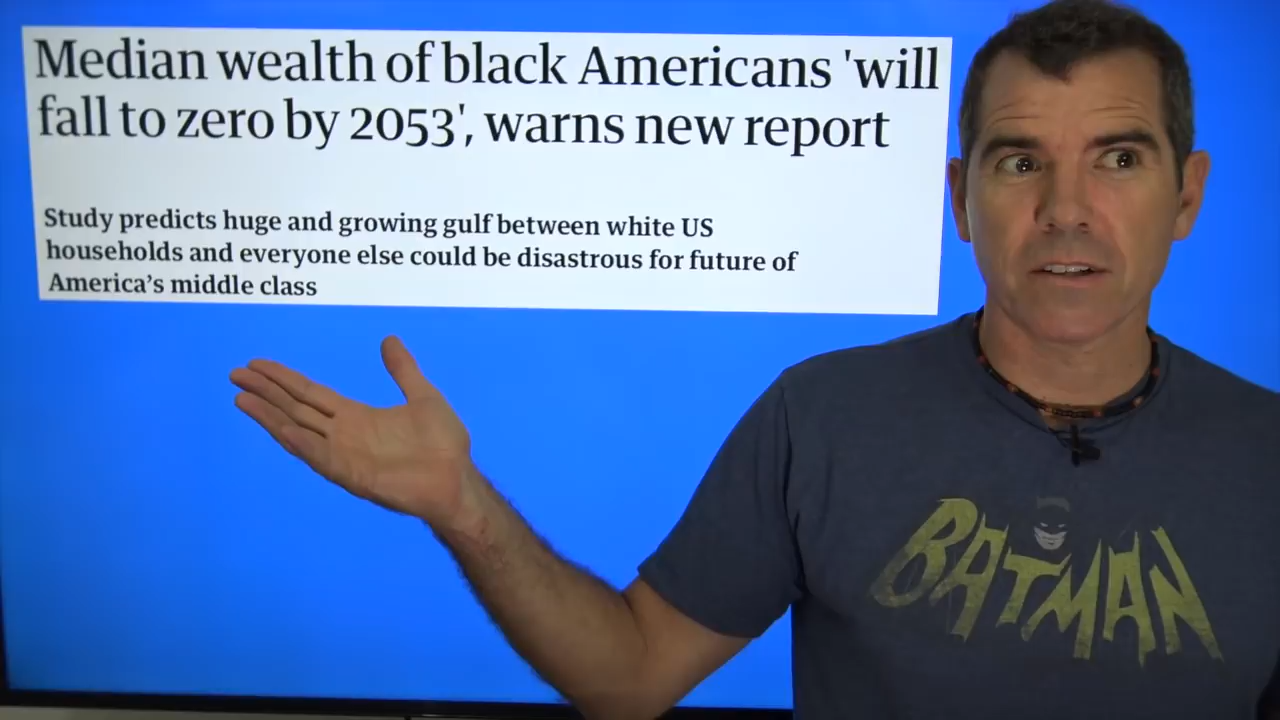 Median wealth of black Americans 'will
fall to zero by 2053', warns new report
Study predicts huge and growing gulf between white US
households and everyone else could be disastrous for future of
America's middle class
BATMAN